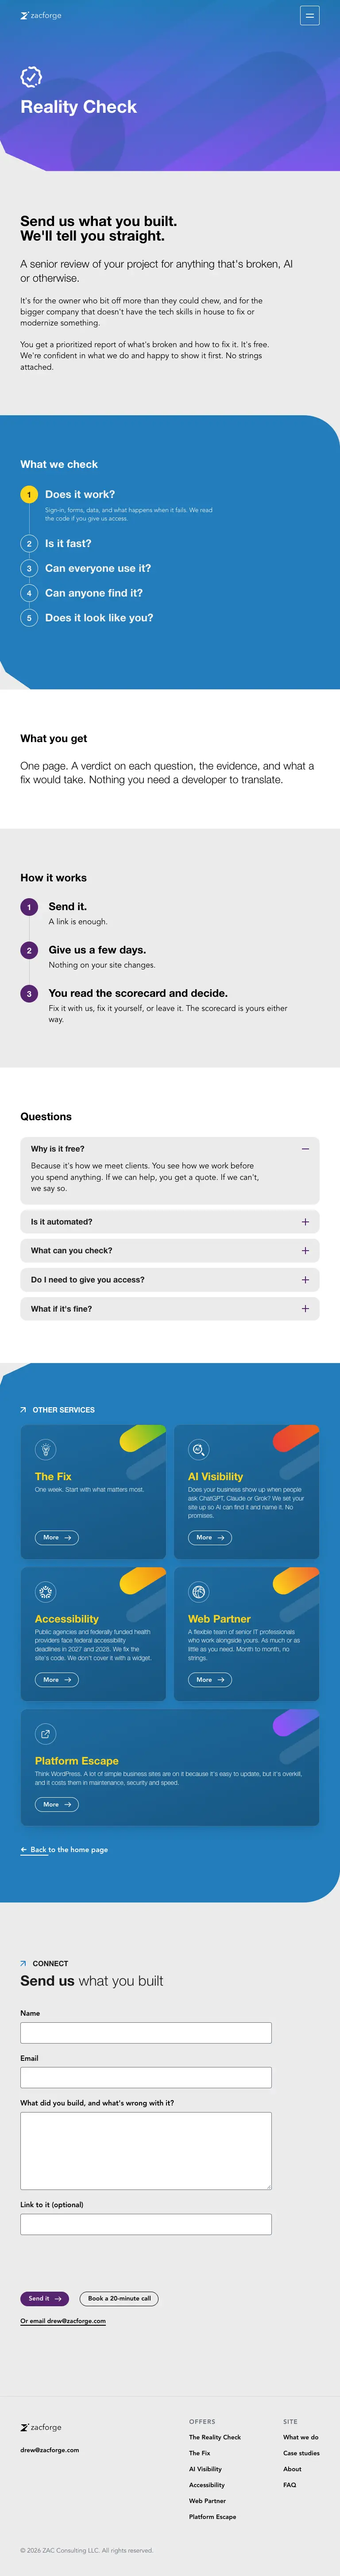 zacforge
Reality Check
Send us what you built.
We'll tell you straight.
A senior review of your project for anything that's broken, AI
or otherwise.
It's for the owner who bit off more than they could chew, and for the
bigger company that doesn't have the tech skills in house to fix or
modernize something.
You get a prioritized report of what's broken and how to fix it. It's free.
We're confident in what we do and happy to show it first. No strings
attached.
What we check
1 Does it work?
Sign-in, forms, data, and what happens when it fails. We read
the code if you give us access.
2 Is it fast?
3 Can everyone use it?
4 Can anyone find it?
5 Does it look like you?
What you get
One page. A verdict on each question, the evidence, and what a
fix would take. Nothing you need a developer to translate.
How it works
1 Send it.
A link is enough.
2 Give us a few days.
Nothing on your site changes.
3 You read the scorecard and decide.
Fix it with us, fix it yourself, or leave it. The scorecard is yours either
way.
Questions
Why is it free?
Because it's how we meet clients. You see how we work before
you spend anything. If we can help, you get a quote. If we can't,
we say so.
Is it automated?
What can you check?
Do I need to give you access?
What if it's fine?
OTHER SERVICES
The Fix
One week. Start with what matters most.
More
AI Visibility
Does your business show up when people
ask ChatGPT, Claude or Grok? We set your
site up so AI can find it and name it. No
promises.
More
Accessibility
Public agencies and federally funded health
providers face federal accessibility
deadlines in 2027 and 2028. We fix the
site's code. We don't cover it with a widget.
More
Web Partner
A flexible team of senior IT professionals
who work alongside yours. As much or as
little as you need. Month to month, no
strings.
More
Platform Escape
Think WordPress. A lot of simple business sites are on it because it's easy to update, but it's overkill,
and it costs them in maintenance, security and speed.
More
Back to the home page
CONNECT
Send us what you built
Name
Email
What did you build, and what's wrong with it?
Link to it (optional)
Send it
Book a 20-minute call
Or email drew@zacforge.com
zacforge
drew@zacforge.com
OFFERS
The Reality Check
The Fix
AI Visibility
Accessibility
Web Partner
Platform Escape
SITE
What we do
Case studies
About
FAQ
© 2026 ZAC Consulting LLC. All rights reserved.